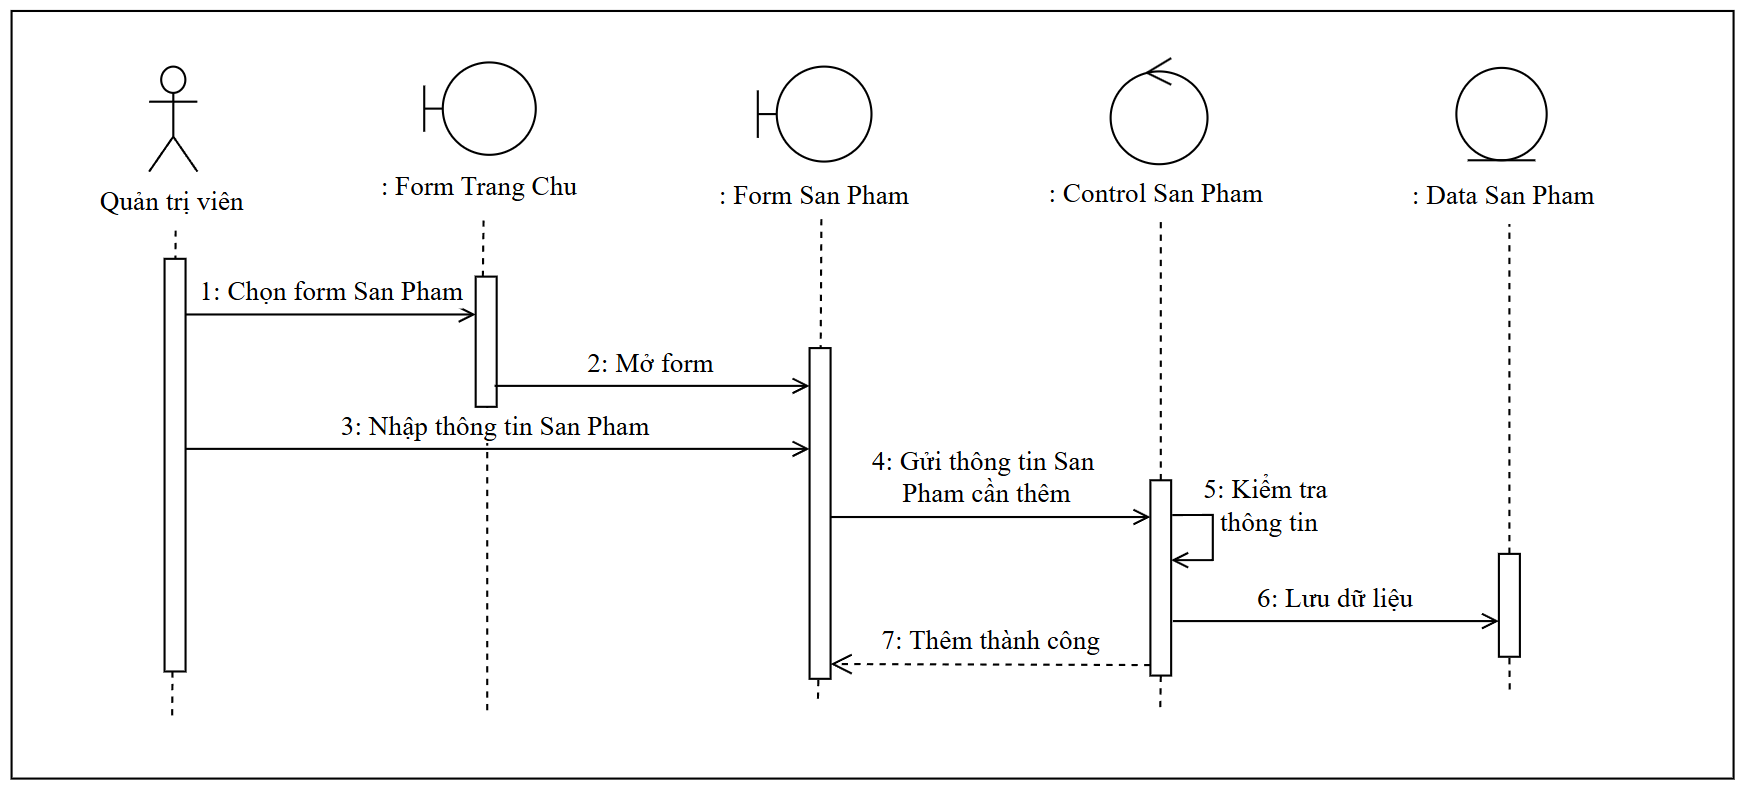 Quản trị viên
: Form Trang Chu
: Form San Pham
: Control San Pham
: Data San Pham
1: Chọn form San Pham
2: Mở form
3: Nhập thông tin San Pham
4: Gửi thông tin San
Pham cần thêm
5: Kiểm tra
thông tin
6: Lưu dữ liệu
7: Thêm thành công